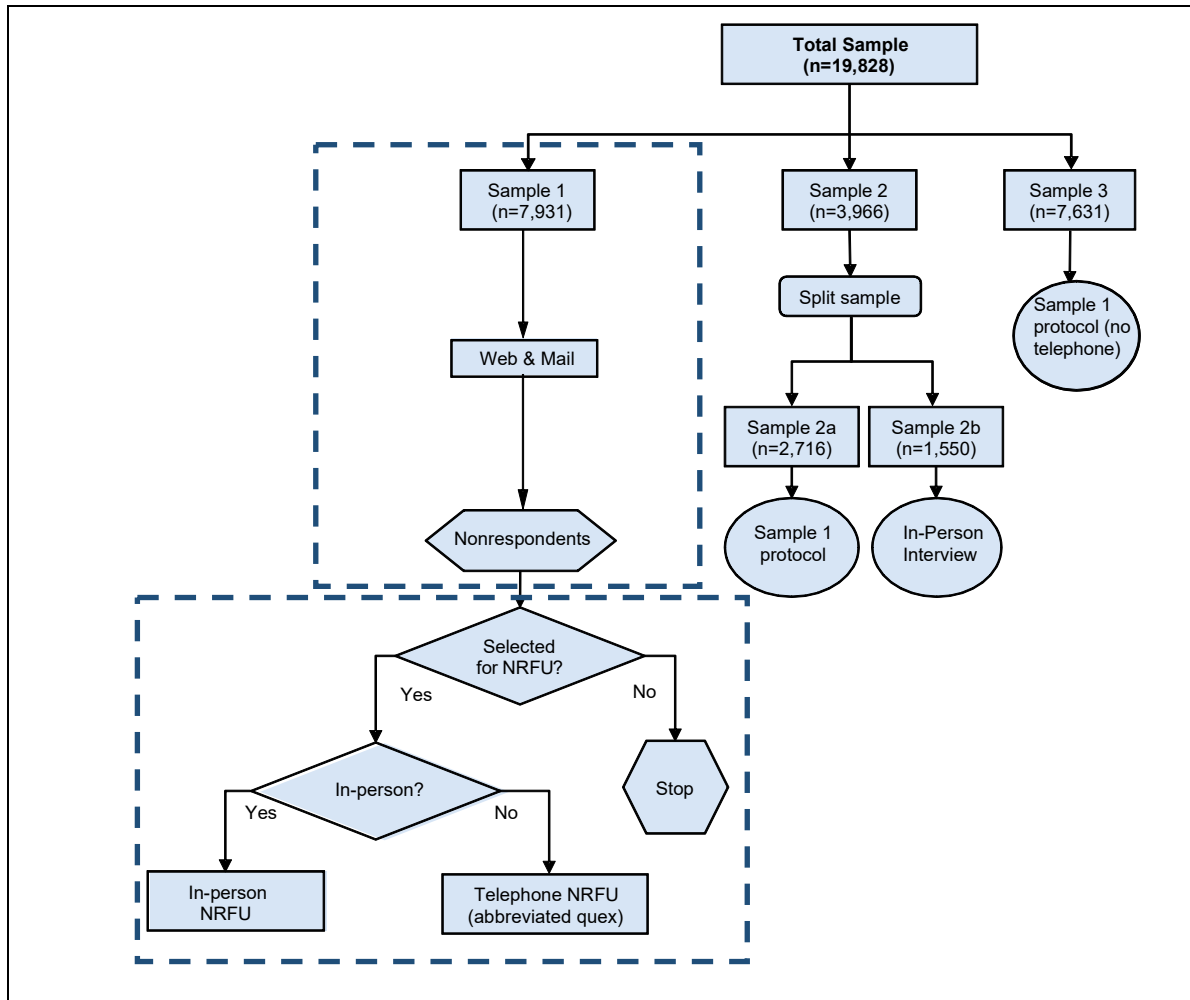 Total Sample
(n=19,828)
Sample 1
(n=7,931)
Sample 2
(n=3,966)
Sample 3
(n=7,631)
Split sample
Sample 1
protocol (no
telephone)
Web & Mail
Sample 2a
(n=2,716)
Sample 2b
(n=1,550)
Sample 1
protocol
In-Person
Interview
Nonrespondents
Selected
for NRFU?
Yes
No
In-person?
Stop
Yes
No
In-person
NRFU
Telephone NRFU
(abbreviated quex)